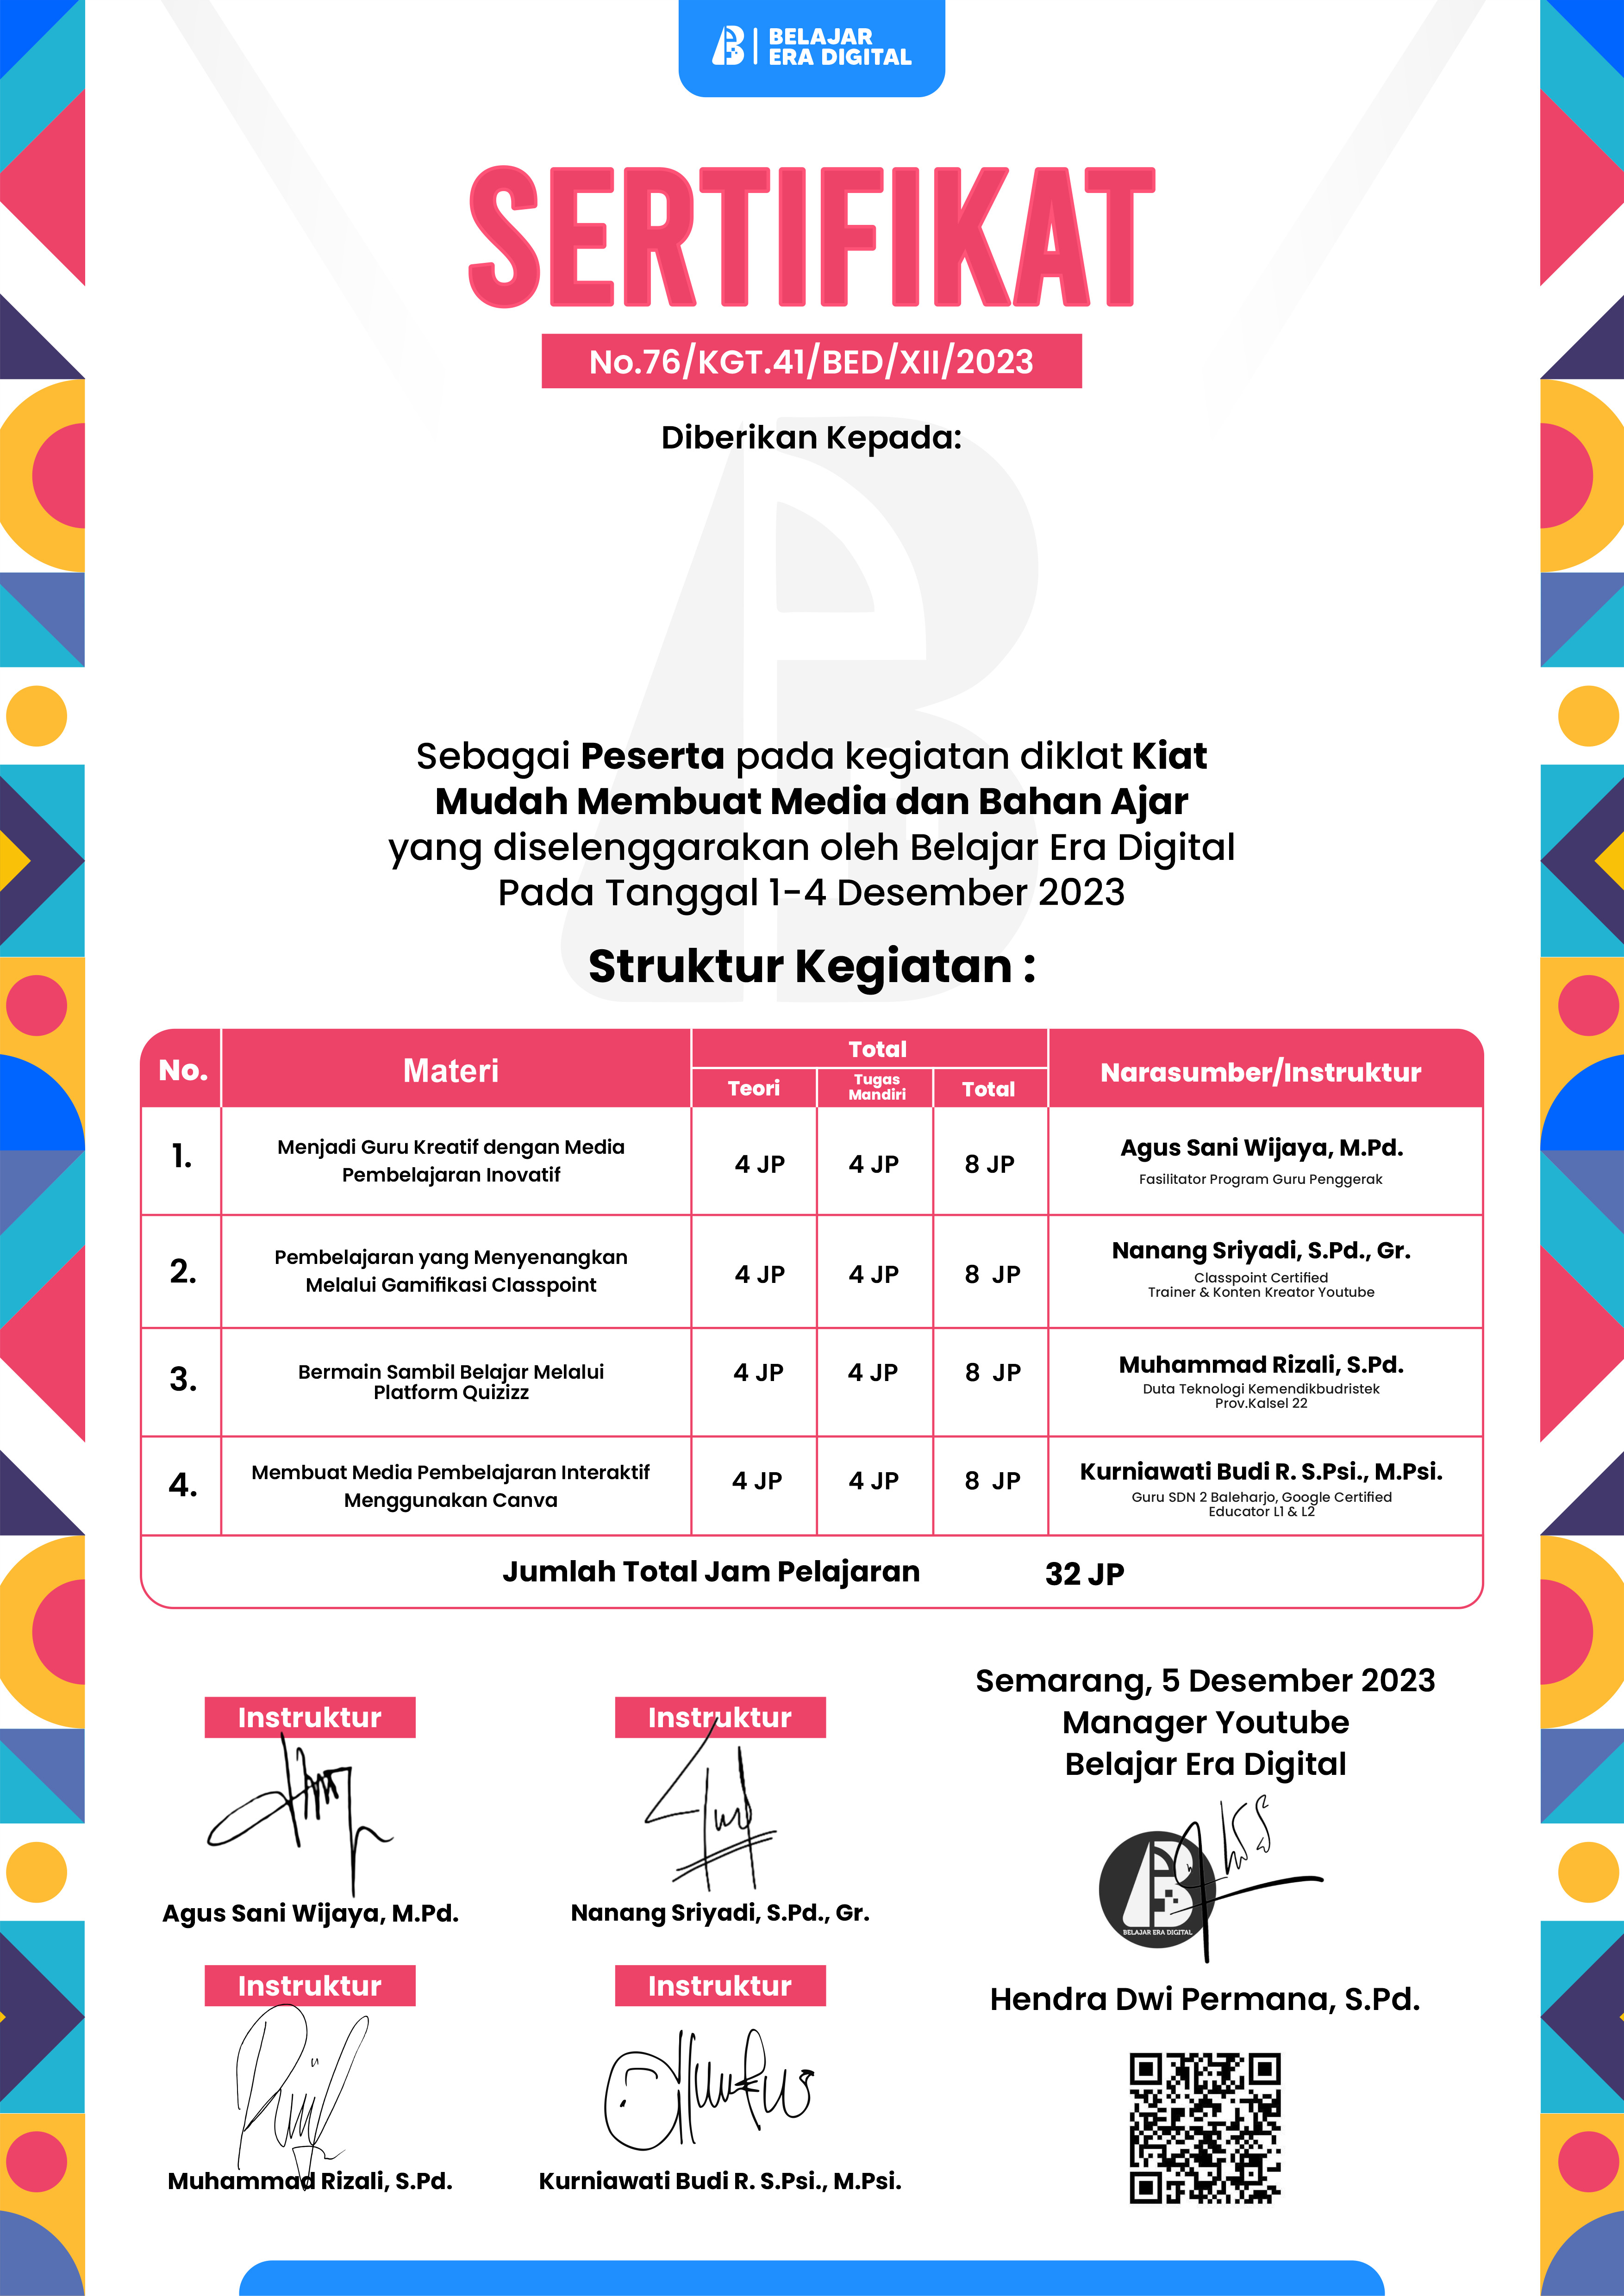 BELAJAR
ERA DIGITAL
SERTIFIKAT
No.76/KGT.41/BED/XII/2023
Diberikan Kepada:
Sebagai Peserta pada kegiatan diklat Kiat
Mudah Membuat Media dan Bahan Ajar
yang diselenggarakan oleh Belajar Era Digital
Pada Tanggal 1-4 Desember 2023
Struktur Kegiatan :
No. Materi Total Narasumber/Instruktur
Teori Tugas Mandiri Total
1. Menjadi Guru Kreatif dengan Media
Pembelajaran Inovatif
4 JP 4 JP 8 JP
Agus Sani Wijaya, M.Pd.
Fasilitator Program Guru Penggerak
2. Pembelajaran yang Menyenangkan
Melalui Gamifikasi Classpoint
4 JP 4 JP 8 JP
Nanang Sriyadi, S.Pd., Gr.
Classpoint Certified
Trainer & Konten Kreator Youtube
3. Bermain Sambil Belajar Melalui
Platform Quizizz
4 JP 4 JP 8 JP
Muhammad Rizali, S.Pd.
Duta Teknologi Kemendikbudristek
Prov.Kalsel 22
4. Membuat Media Pembelajaran Interaktif
Menggunakan Canva
4 JP 4 JP 8 JP
Kurniawati Budi R. S.Psi., M.Psi.
Guru SDN 2 Baleharjo, Google Certified
Educator L1 & L2
Jumlah Total Jam Pelajaran 32 JP
Semarang, 5 Desember 2023
Manager Youtube
Belajar Era Digital
BELAJAR ERA DIGITAL
Hendra Dwi Permana, S.Pd.
Instruktur
Agus Sani Wijaya, M.Pd.
Instruktur
Nanang Sriyadi, S.Pd., Gr.
Instruktur
Muhammad Rizali, S.Pd.
Instruktur
Kurniawati Budi R. S.Psi., M.Psi.